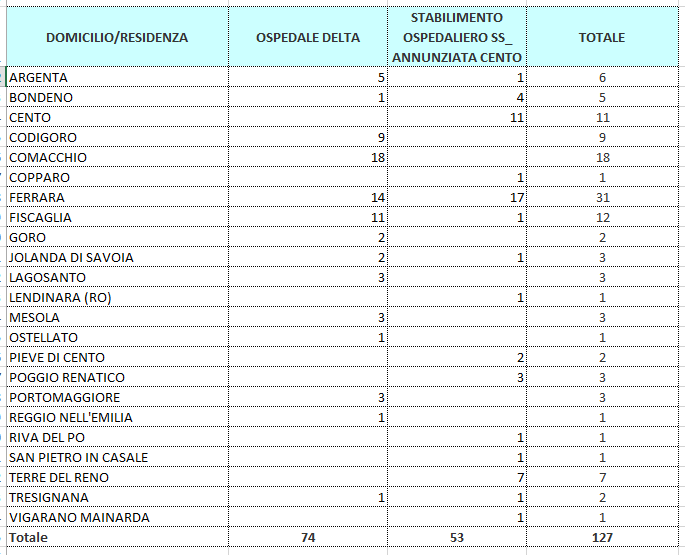 DOMICILIO/RESIDENZA OSPEDALE DELTA STABILIMENTO OSPEDALIERO SS_ ANNUNZIATA CENTO TOTALE
ARGENTA 5 1 6
BONDENO 1 4 5
CENTO 11 11
CODIGORO 9 9
COMACCHIO 18 18
COPPARO 1 1
FERRARA 14 17 31
FISCAGLIA 11 1 12
GORO 2 2
JOLANDA DI SAVOIA 2 1 3
LAGOSANTO 3 3
LENDINARA (RO) 1 1
MESOLA 3 3
OSTELLATO 1 1
PIEVE DI CENTO 2 2
POGGIO RENATICO 3 3
PORTOMAGGIORE 3 3
REGGIO NELL'EMILIA 1 1
RIVA DEL PO 1 1
SAN PIETRO IN CASALE 1 1
TERRE DEL RENO 7 7
TRESIGNANA 1 1 2
VIGARANO MAINARDA 1 1
Totale 74 53 127